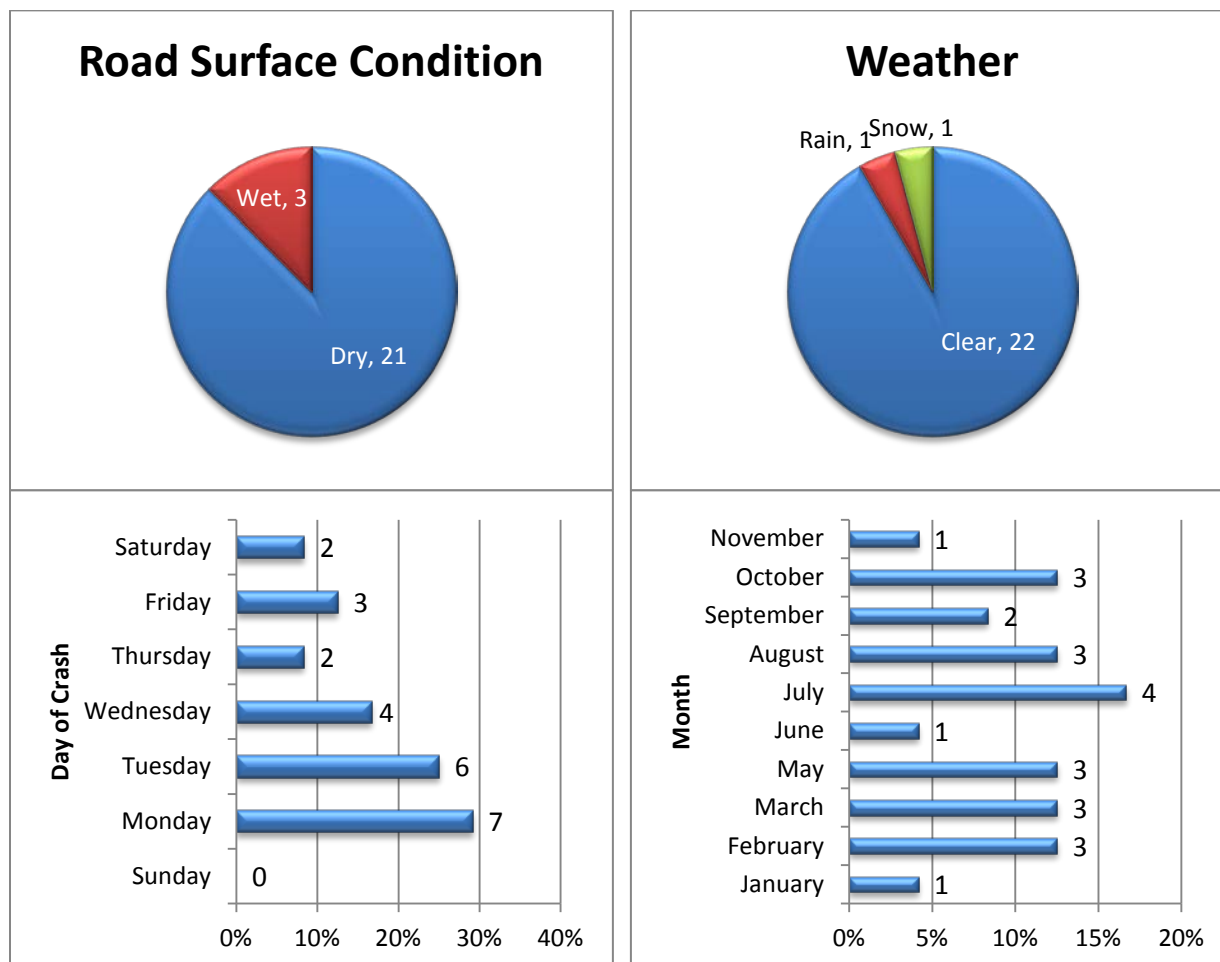 Road Surface Condition
Wet, 3
Dry, 21
Weather
Rain, 1
Snow, 1
Clear, 22
Day of Crash
Saturday 2
Friday 3
Thursday 2
Wednesday 4
Tuesday 6
Monday 7
Sunday 0
0% 10% 20% 30% 40%
Month
November 1
October 3
September 2
August 3
July 4
June 1
May 3
March 3
February 3
January 1
0% 5% 10% 15% 20%